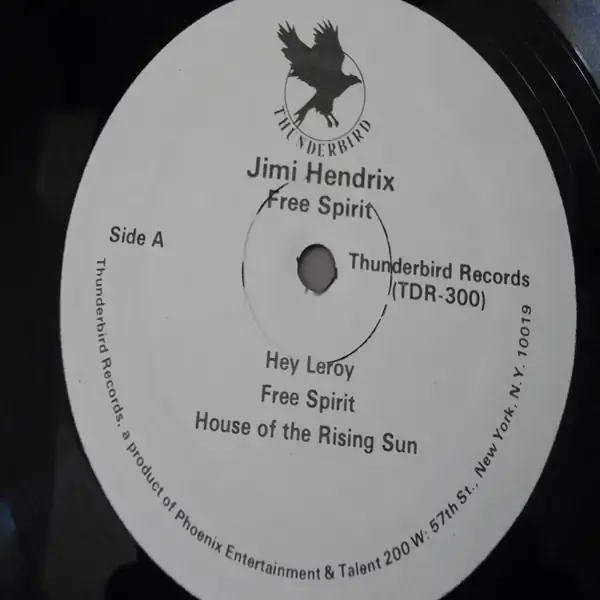 THUNDERBIRD
Jimi Hendrix
Free Spirit
Side A
Thunderbird Records
(TDR-300)
Hey Leroy
Free Spirit
House of the Rising Sun
Thunderbird Records, a product of Phoenix Entertainment & Talent 200 W. 57th St., New York, N.Y. 10019